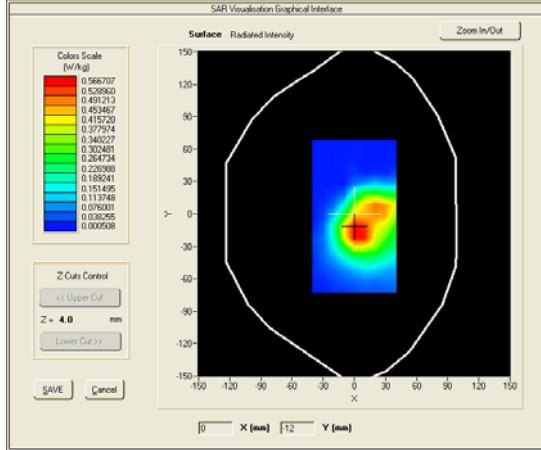 SAR Visualisation Graphical Interface
Surface Radiated Intensity
Zoom In/Out
Colors Scale
(W/kg)
0.566707
0.528960
0.491213
0.453467
0.415720
0.377974
0.340227
0.302481
0.264734
0.226988
0.189241
0.151495
0.113748
0.076001
0.038255
0.000508
150
120
90
60
30
0
-30
-60
-90
-120
-150
Y
-150 -120 -90 -60 -30 0 30 60 90 120 150
X
Z Cuts Control
<< Upper Cut
Z = 4.0 mm
Lower Cut >>
SAVE Cancel
0 X (mm) -12 Y (mm)